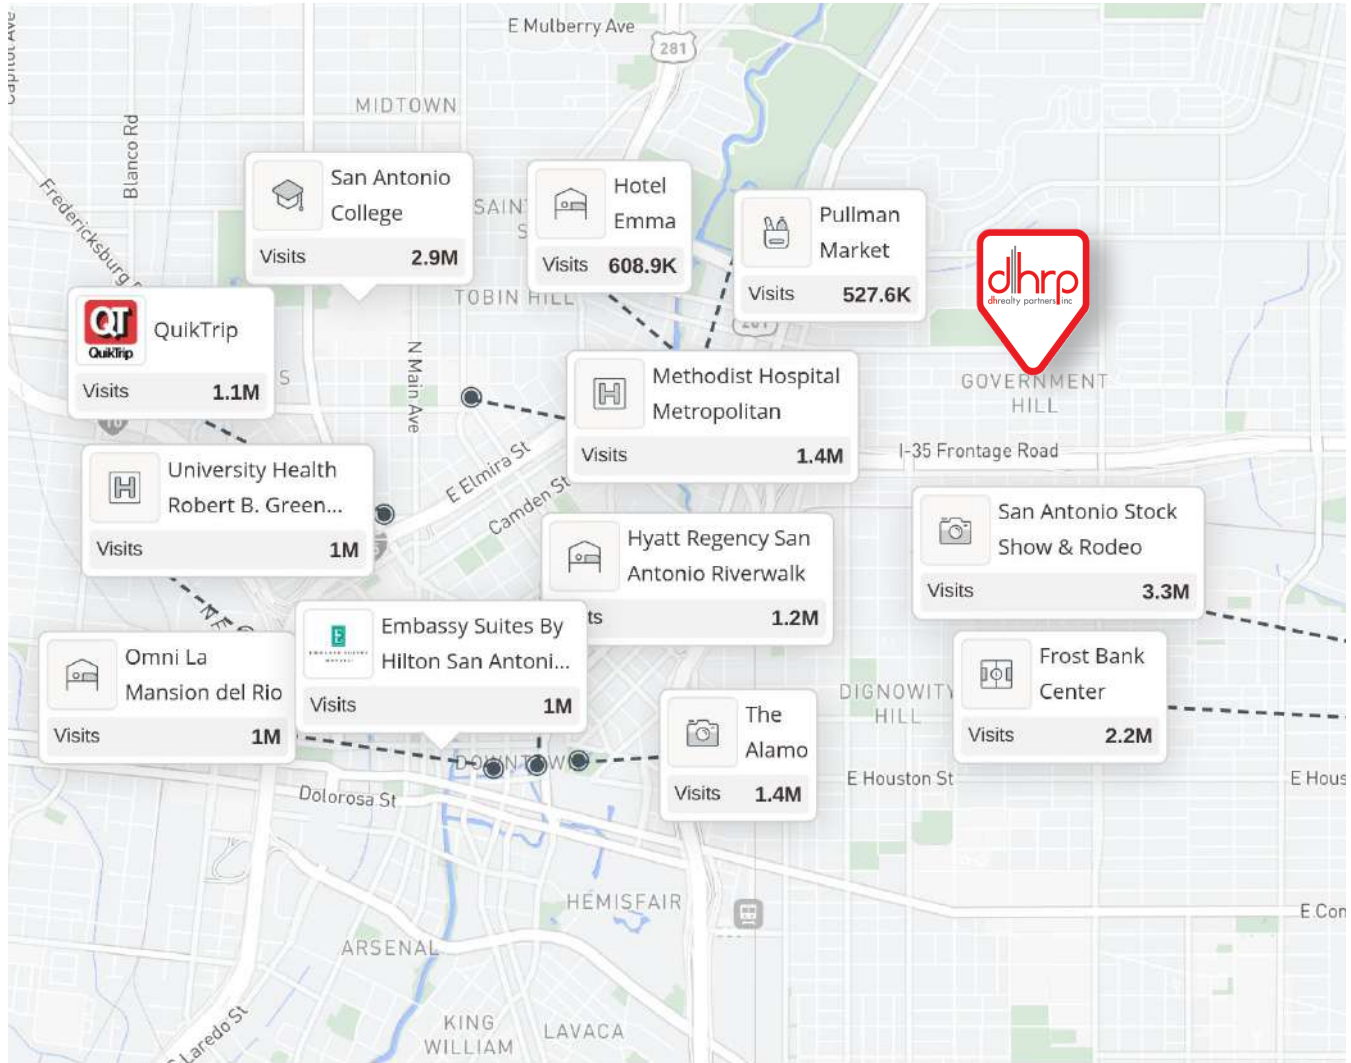 E Mulberry Ave
281
MIDTOWN
Blanco Rd
Fredericksburg
San Antonio
College
Visits 2.9M
Hotel
Emma
Visits 608.9K
Pullman
Market
Visits 527.6K
dhrp
dhrealty partners, inc
TOBIN HILL
QT
QuikTrip
QuikTrip
Visits 1.1M
N Main Ave
Methodist Hospital
Metropolitan
Visits 1.4M
GOVERNMENT
HILL
I-35 Frontage Road
E Elmira St
Camden St
University Health
Robert B. Green...
Visits 1M
Hyatt Regency San
Antonio Riverwalk
1.2M
San Antonio Stock
Show & Rodeo
Visits 3.3M
Embassy Suites By
Hilton San Antoni...
Visits 1M
Omni La
Mansion del Rio
Visits 1M
Frost Bank
Center
Visits 2.2M
DIGNOWITY
HILL
The
Alamo
Visits 1.4M
DOWNTOW
E Houston St
E Hous
Dolorosa St
HEMISFAIR
E Con
ARSENAL
KING
WILLIAM
LAVACA
S Laredo St